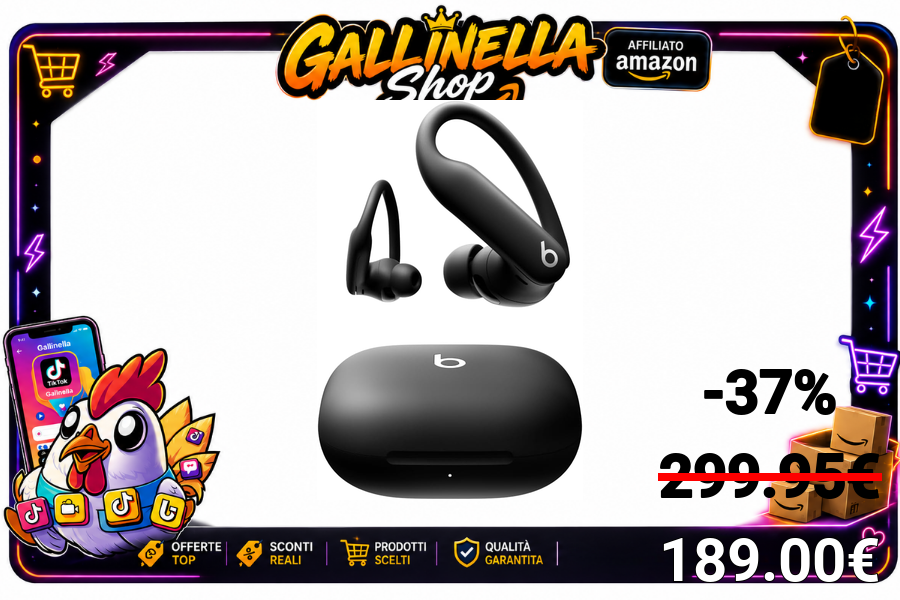 GALLINELLA
Shop
AFFILIATO
amazon
b
b
Gallinella
TikTok
Gallinella
-37%
299.95€
189.00€
OFFERTE
TOP
SCONTI
REALI
PRODOTTI
SCELTI
QUALITÀ
GARANTITA